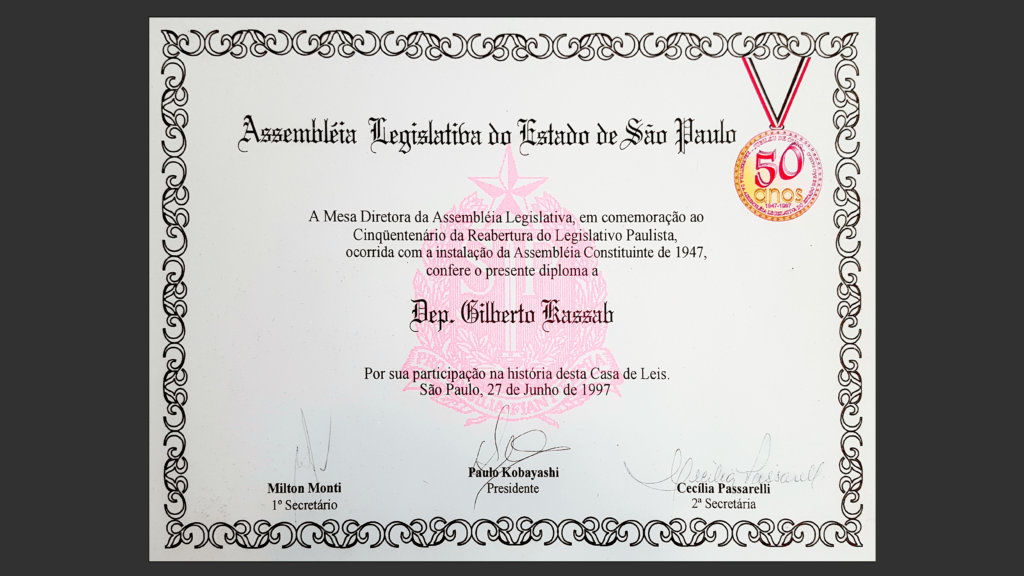 Assembléia Legislativa do Estado de São Paulo
50
anos
1947-1997
A Mesa Diretora da Assembléia Legislativa, em comemoração ao
Cinqüentenário da Reabertura do Legislativo Paulista,
ocorrida com a instalação da Assembléia Constituinte de 1947,
confere o presente diploma a
Dep. Gilberto Kassab
Por sua participação na história desta Casa de Leis.
São Paulo, 27 de Junho de 1997
Cecília Passarelli
Milton Monti
1º Secretário
Paulo Kobayashi
Presidente
Cecília Passarelli
2ª Secretária